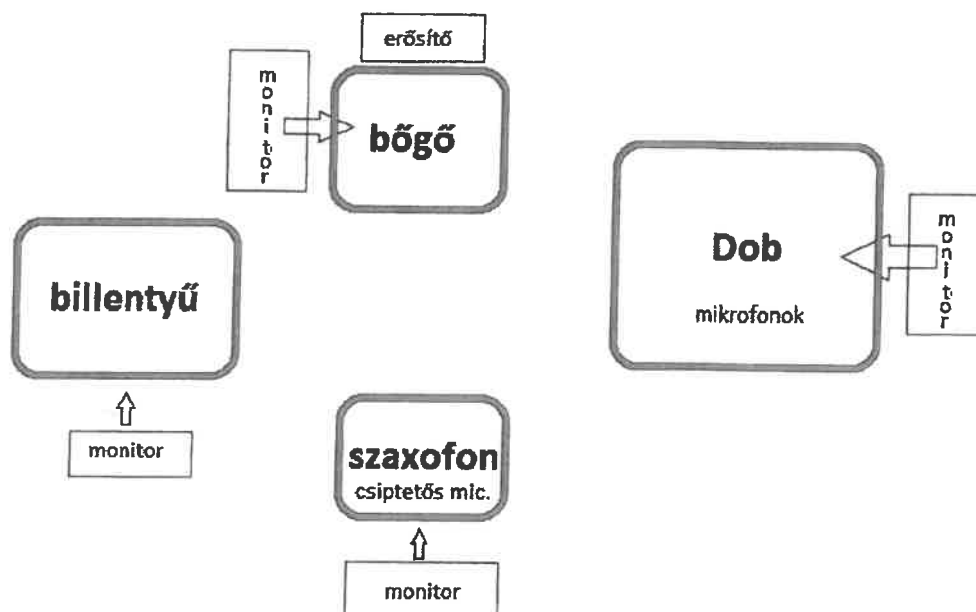 erősítő
monitor
bőgő
Dob
mikrofonok
monitor
billentyű
monitor
szaxofon
csiptetős mic.
monitor